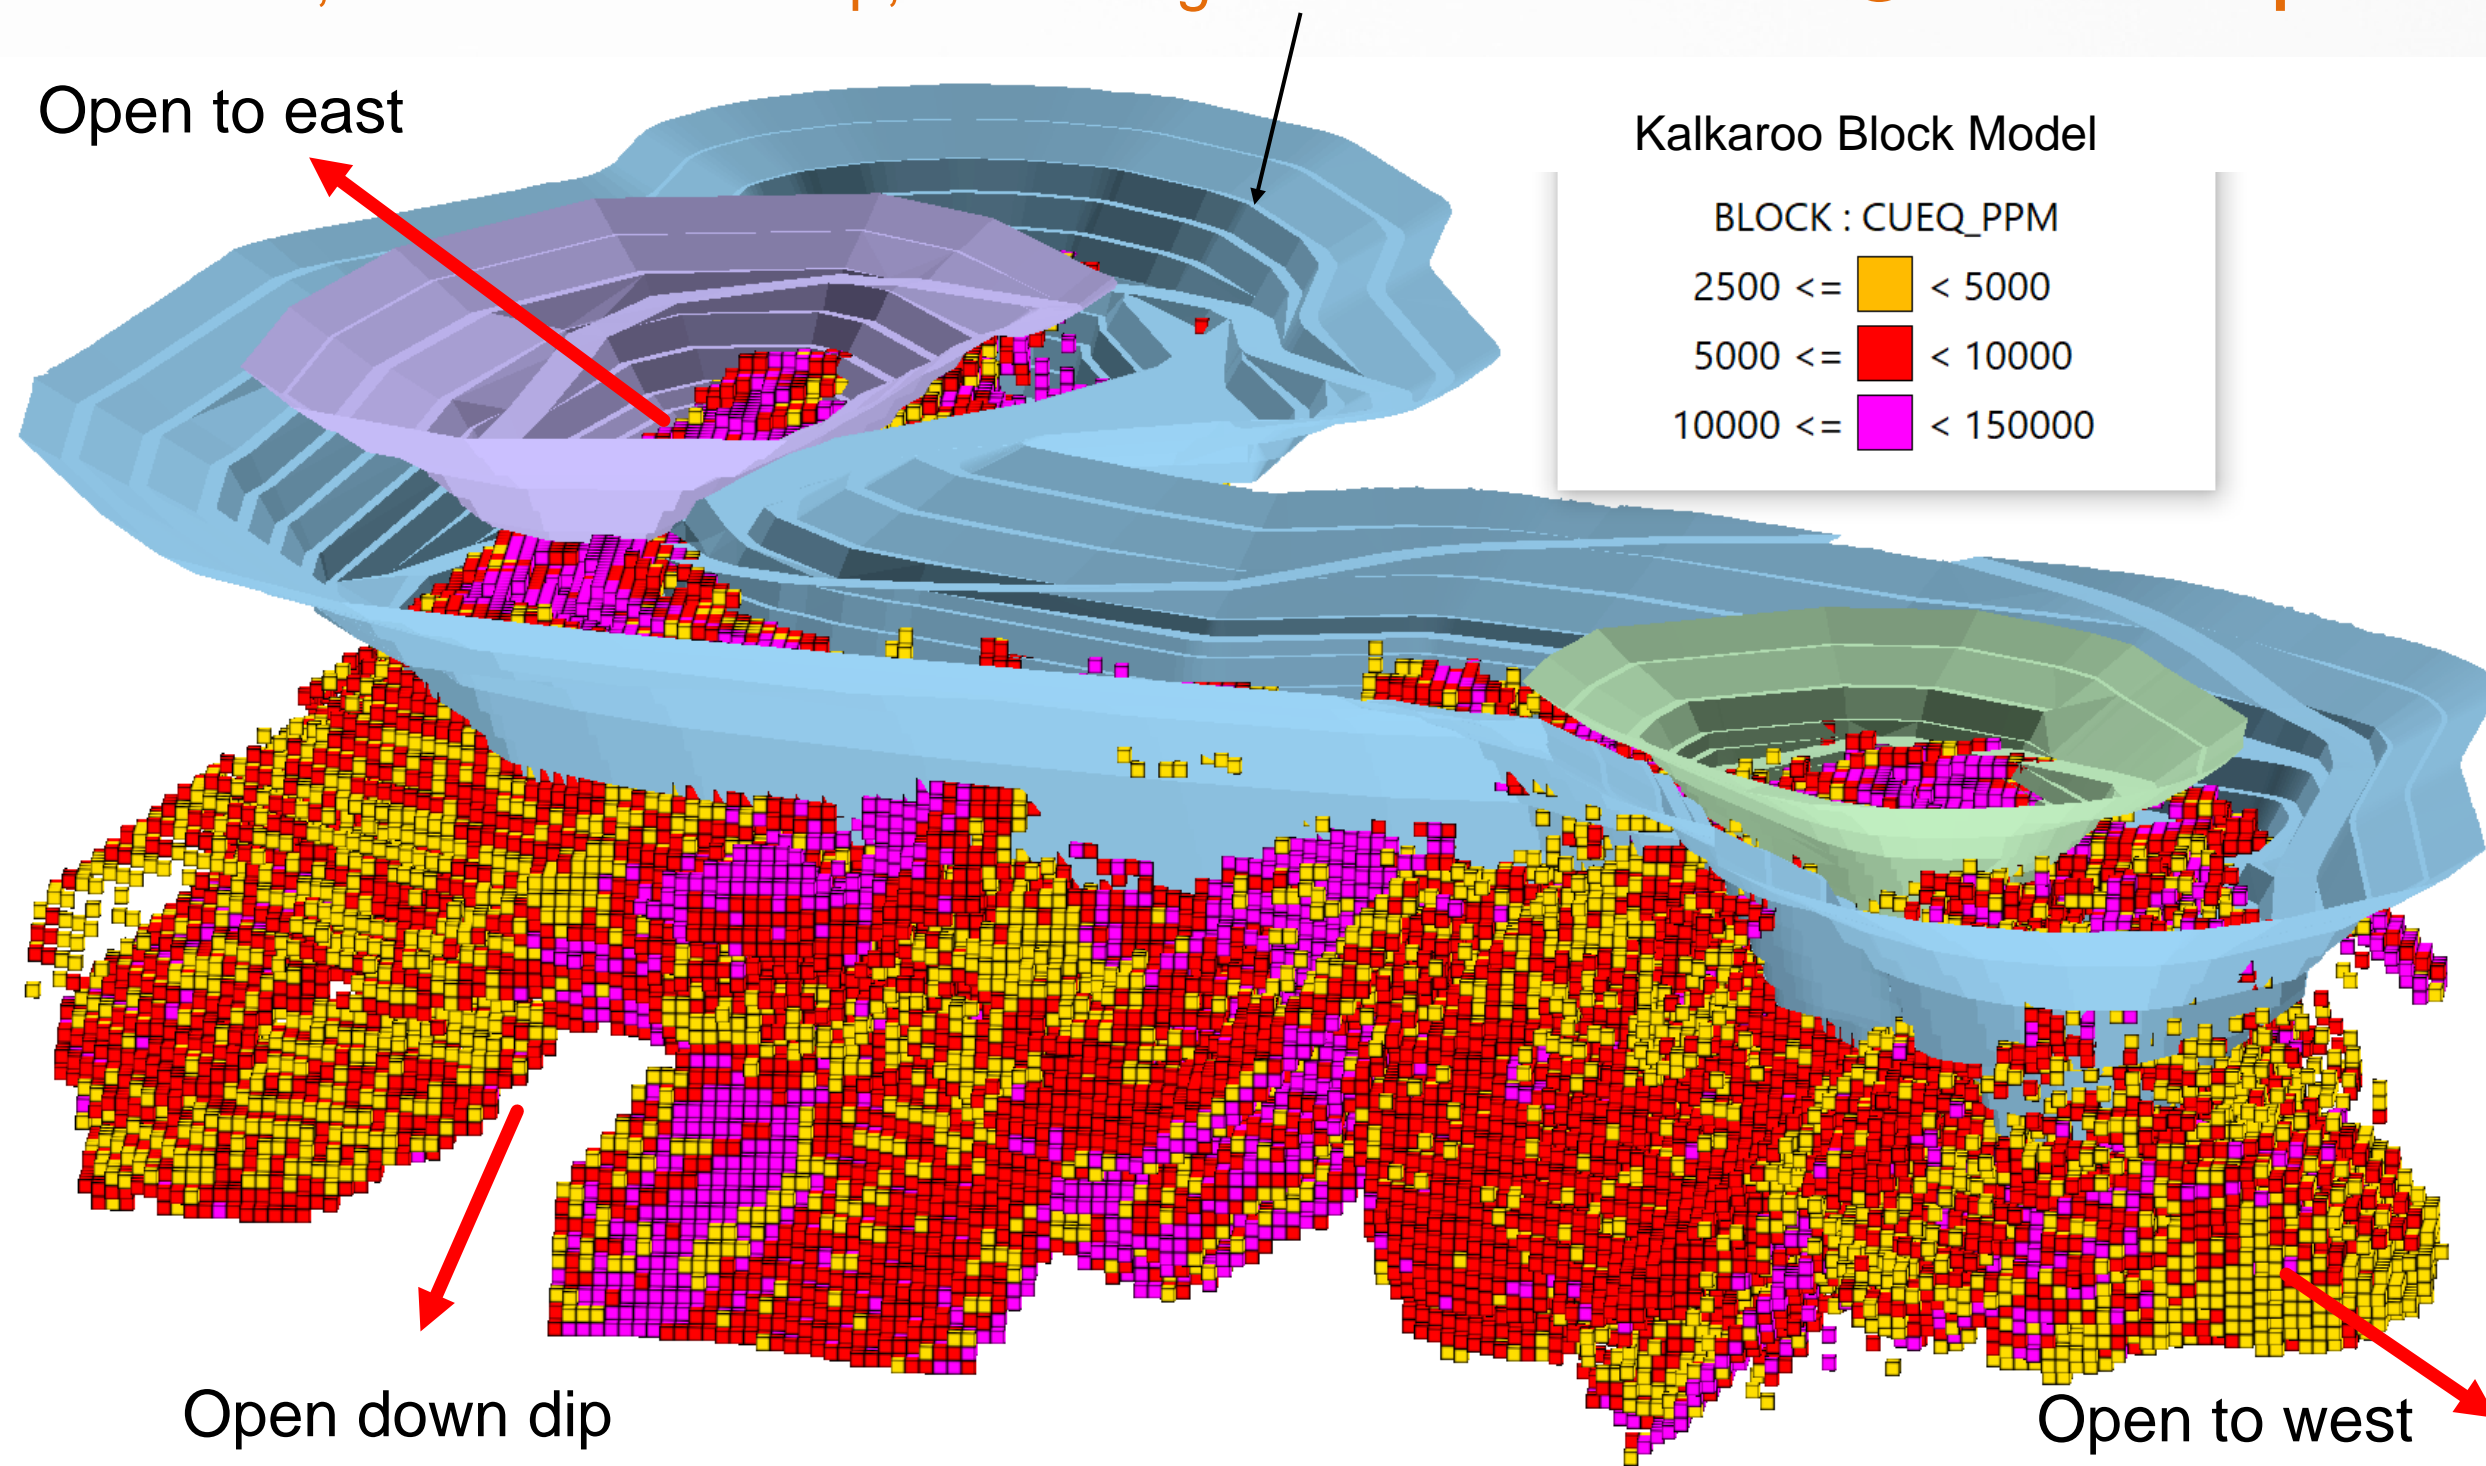 Open to east
Kalkaroo Block Model
BLOCK : CUEQ_PPM
2500 <= < 5000
5000 <= < 10000
10000 <= < 150000
Open down dip
Open to west